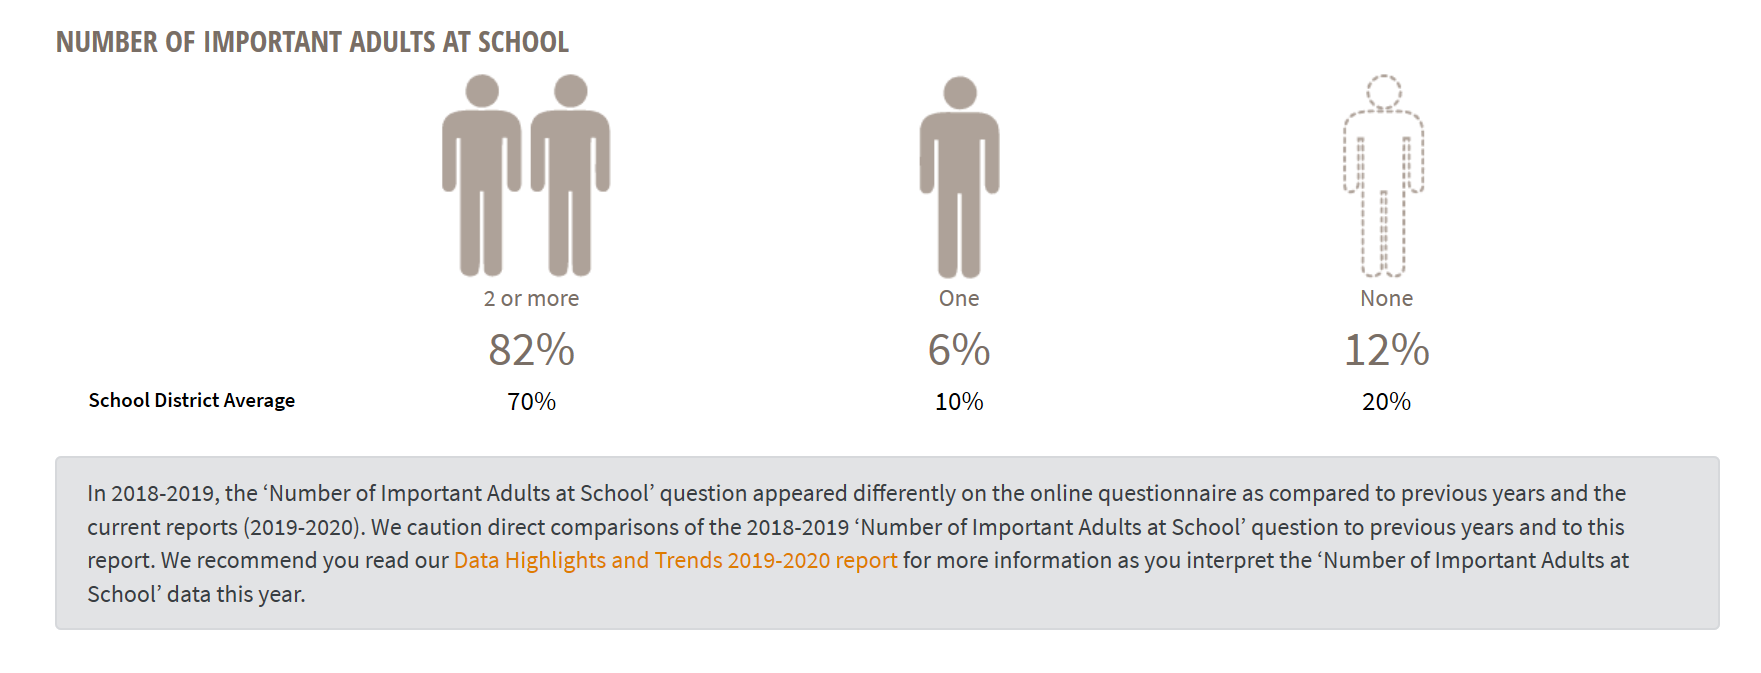 NUMBER OF IMPORTANT ADULTS AT SCHOOL
2 or more
One
None
82%
6%
12%
School District Average
70%
10%
20%
In 2018-2019, the ‘Number of Important Adults at School’ question appeared differently on the online questionnaire as compared to previous years and the
current reports (2019-2020). We caution direct comparisons of the 2018-2019 ‘Number of Important Adults at School’ question to previous years and to this
report. We recommend you read our Data Highlights and Trends 2019-2020 report for more information as you interpret the ‘Number of Important Adults at
School’ data this year.